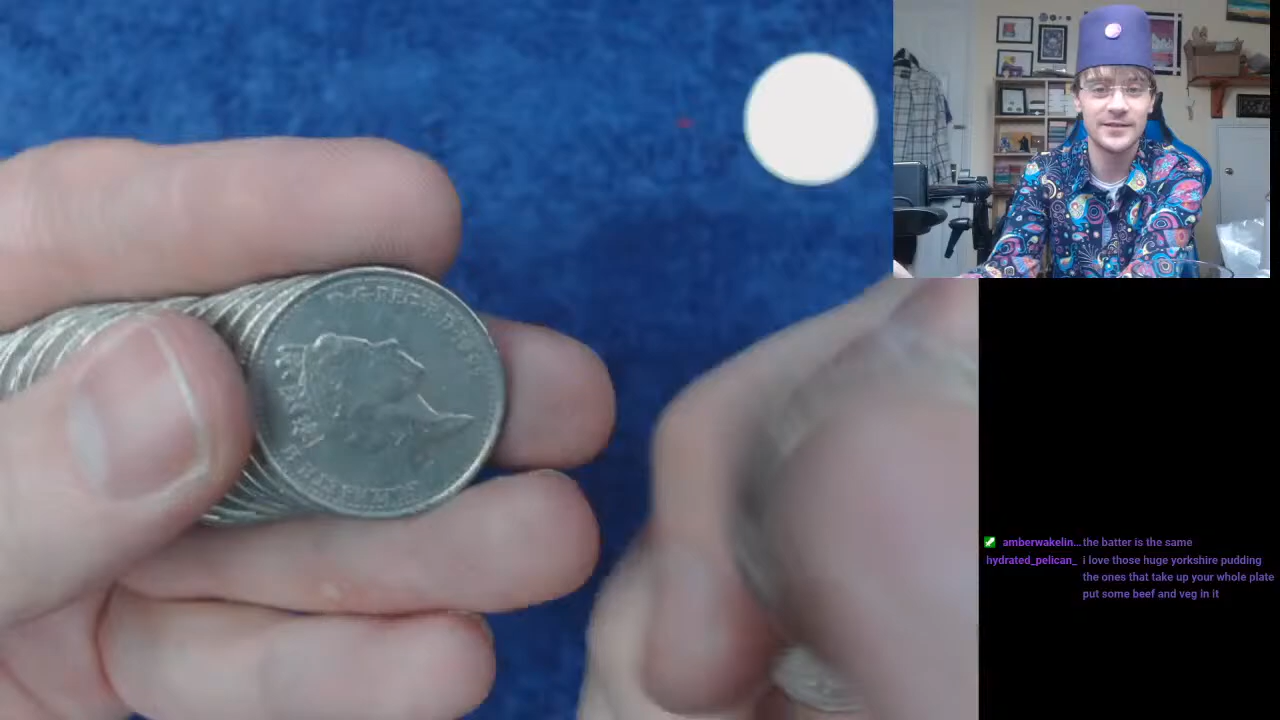 amberwakelin... the batter is the same
hydrated_pelican_ i love those huge yorkshire pudding
the ones that take up your whole plate
put some beef and veg in it